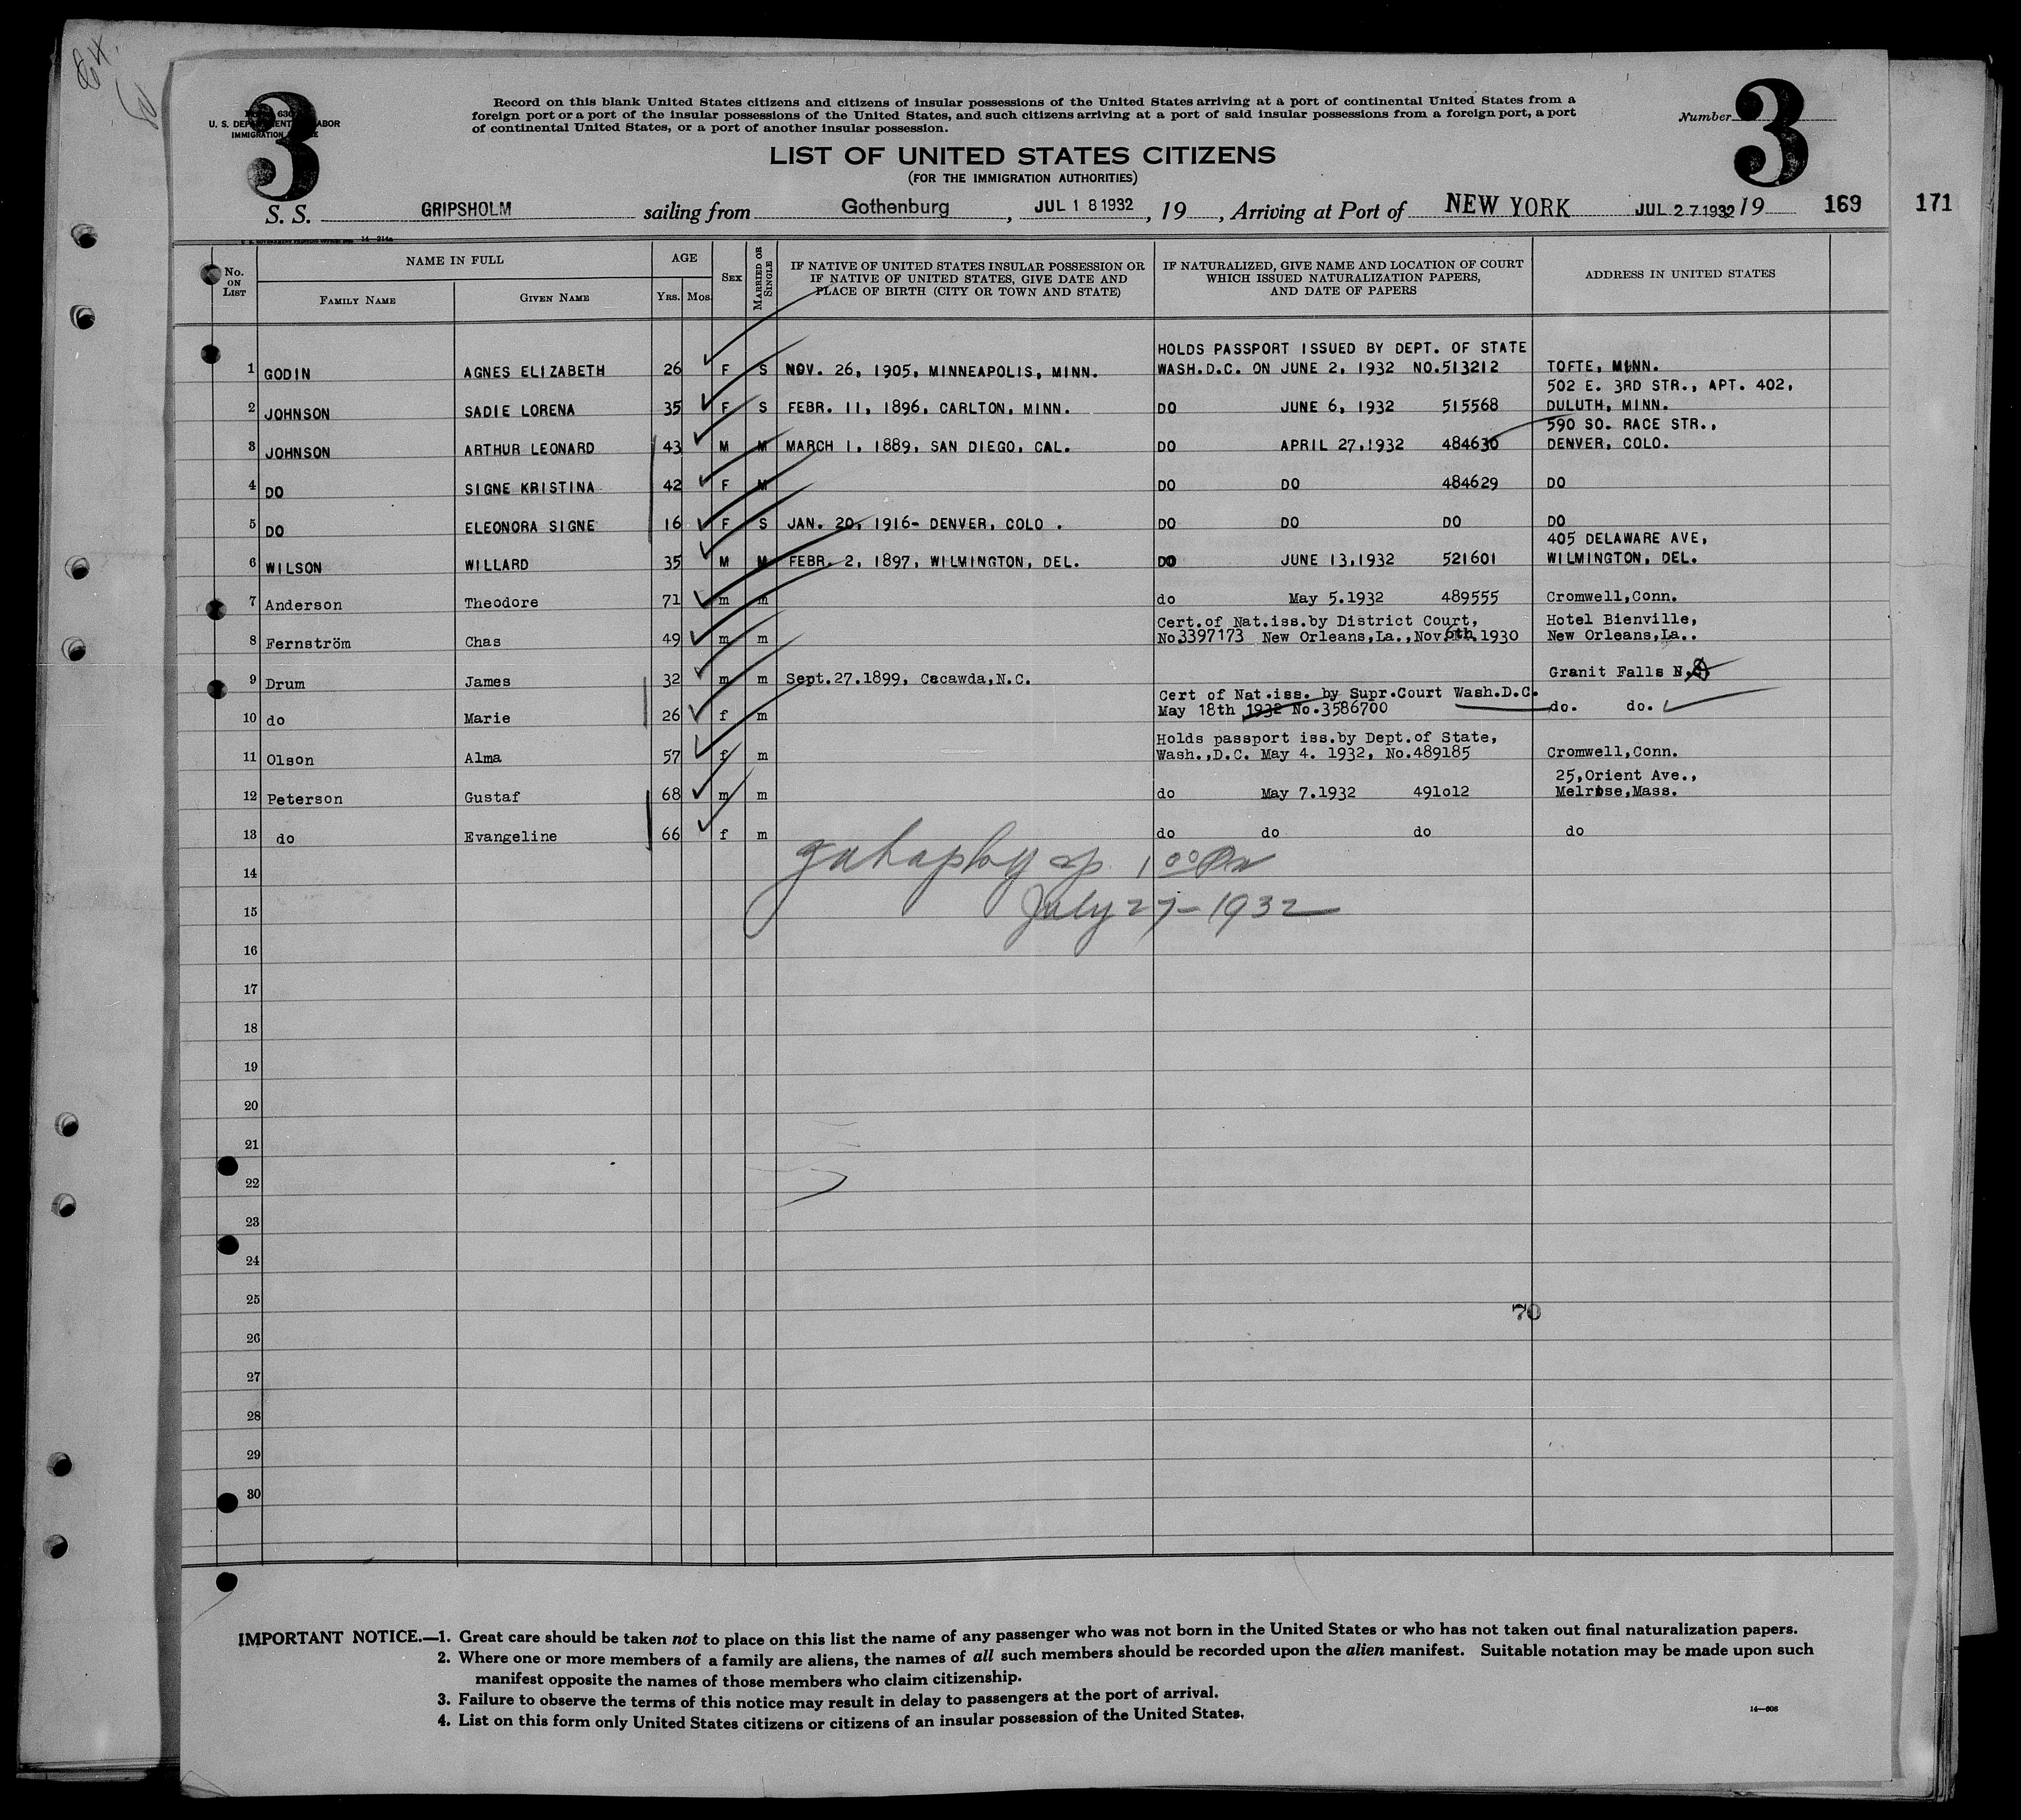 3
U. S. DEPARTMENT OF LABOR
IMMIGRATION SERVICE
Record on this blank United States citizens and citizens of insular possessions of the United States arriving at a port of continental United States from a
foreign port or a port of the insular possessions of the United States, and such citizens arriving at a port of said insular possessions from a foreign port, a port
of continental United States, or a port of another insular possession.
Number 3
LIST OF UNITED STATES CITIZENS
(FOR THE IMMIGRATION AUTHORITIES)
S. S. GRIPSHOLM sailing from Gothenburg, JUL 18 1932, 19 , Arriving at Port of NEW YORK JUL 27 1932 19 169 171
14—214a
No. ON LIST NAME IN FULL AGE SEX MARRIED OR SINGLE IF NATIVE OF UNITED STATES INSULAR POSSESSION OR IF NATIVE OF UNITED STATES, GIVE DATE AND PLACE OF BIRTH (CITY OR TOWN AND STATE) IF NATURALIZED, GIVE NAME AND LOCATION OF COURT WHICH ISSUED NATURALIZATION PAPERS, AND DATE OF PAPERS ADDRESS IN UNITED STATES
FAMILY NAME GIVEN NAME YRS. MOS.
HOLDS PASSPORT ISSUED BY DEPT. OF STATE
1 GODIN AGNES ELIZABETH 26 F S NOV. 26, 1905, MINNEAPOLIS, MINN. WASH.D.C. ON JUNE 2, 1932 NO.513212 TOFTE, MINN.
502 E. 3RD STR., APT. 402,
2 JOHNSON SADIE LORENA 35 F S FEBR. 11, 1896, CARLTON, MINN. DO JUNE 6, 1932 515568 DULUTH, MINN.
590 SO. RACE STR.,
3 JOHNSON ARTHUR LEONARD 43 M M MARCH 1, 1889, SAN DIEGO, CAL. DO APRIL 27,1932 484630 DENVER, COLO.
4 DO SIGNE KRISTINA 42 F M DO DO 484629 DO
5 DO ELEONORA SIGNE 16 F S JAN. 20, 1916- DENVER, COLO . DO DO DO DO
405 DELAWARE AVE,
6 WILSON WILLARD 35 M M FEBR. 2, 1897, WILMINGTON, DEL. DO JUNE 13,1932 521601 WILMINGTON, DEL.
7 Anderson Theodore 71 m m do May 5.1932 489555 Cromwell,Conn.
Cert.of Nat.iss.by District Court, Hotel Bienville,
8 Fernström Chas 49 m m No3397173 New Orleans,La.,Nov.6th.1930 New Orleans,La..
9 Drum James 32 m m Sept.27.1899, Cacawda,N.C. Granit Falls N.
Cert of Nat.iss. by Supr.Court Wash.D.C.
10 do Marie 26 f m May 18th 1932 No.3586700 do. do.
Holds passport iss.by Dept.of State,
11 Olson Alma 57 f m Wash.,D.C. May 4. 1932, No.489185 Cromwell,Conn.
25,Orient Ave.,
12 Peterson Gustaf 68 m m do May 7.1932 491o12 Melrose,Mass.
13 do Evangeline 66 f m do do do do
14
July 27-1932
15
16
17
18
19
20
21
22
23
24
25
70
26
27
28
29
30
IMPORTANT NOTICE.—1. Great care should be taken not to place on this list the name of any passenger who was not born in the United States or who has not taken out final naturalization papers.
2. Where one or more members of a family are aliens, the names of all such members should be recorded upon the alien manifest. Suitable notation may be made upon such
manifest opposite the names of those members who claim citizenship.
3. Failure to observe the terms of this notice may result in delay to passengers at the port of arrival.
4. List on this form only United States citizens or citizens of an insular possession of the United States.
14—608